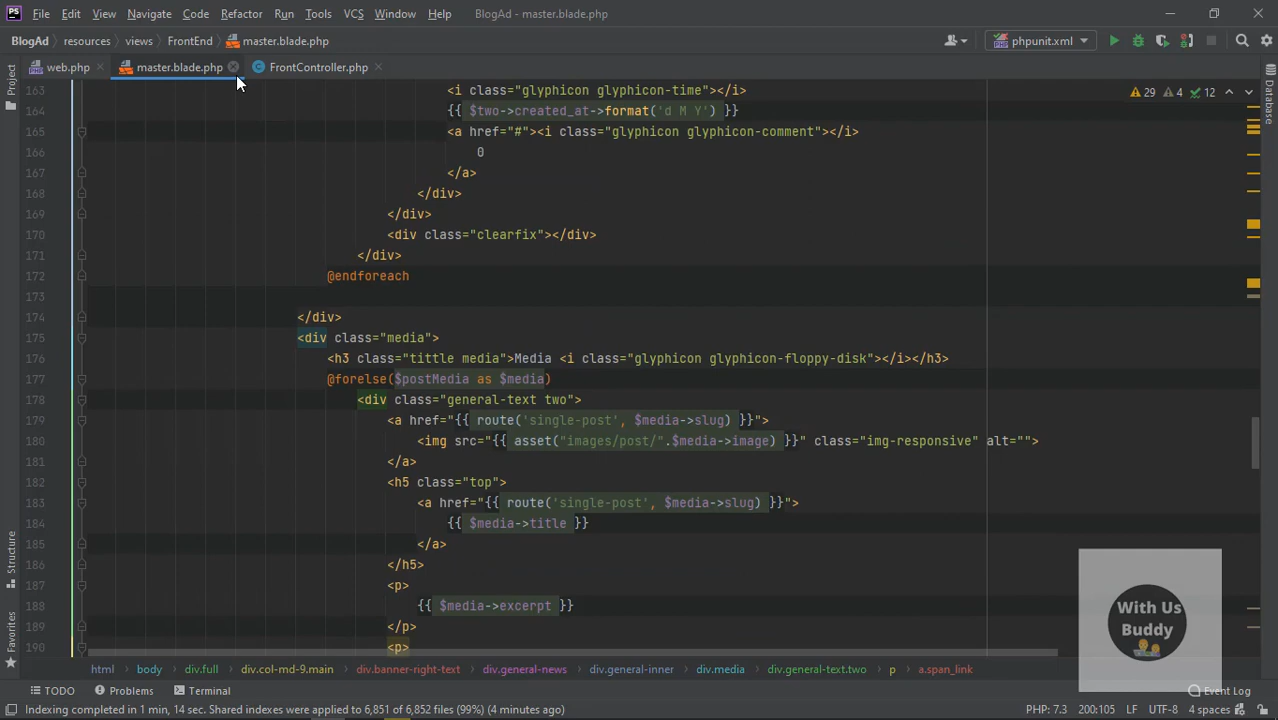 PS File Edit View Navigate Code Refactor Run Tools VCS Window Help BlogAd - master.blade.php
BlogAd resources views FrontEnd master.blade.php phpunit.xml
Project web.php master.blade.php C FrontController.php Database
163 <i class="glyphicon glyphicon-time"></i> 29 4 12
164 {{ $two->created_at->format('d M Y') }}
165 <a href="#"><i class="glyphicon glyphicon-comment"></i>
166 0
167 </a>
168 </div>
169 </div>
170 <div class="clearfix"></div>
171 </div>
172 @endforeach
173
174 </div>
175 <div class="media">
176 <h3 class="tittle media">Media <i class="glyphicon glyphicon-floppy-disk"></i></h3>
177 @forelse($postMedia as $media)
178 <div class="general-text two">
179 <a href="{{ route('single-post', $media->slug) }}">
180 <img src="{{ asset("images/post/".$media->image) }}" class="img-responsive" alt="">
181 </a>
182 <h5 class="top">
183 <a href="{{ route('single-post', $media->slug) }}">
184 {{ $media->title }}
185 </a>
186 </h5>
187 <p>
188 {{ $media->excerpt }}
189 </p>
190 <p>
Structure
Favorites
With Us
Buddy
html body div.full div.col-md-9.main div.banner-right-text div.general-news div.general-inner div.media div.general-text.two p a.span_link
TODO Problems Terminal Event Log
Indexing completed in 1 min, 14 sec. Shared indexes were applied to 6,851 of 6,852 files (99%) (4 minutes ago) PHP: 7.3 200:105 LF UTF-8 4 spaces